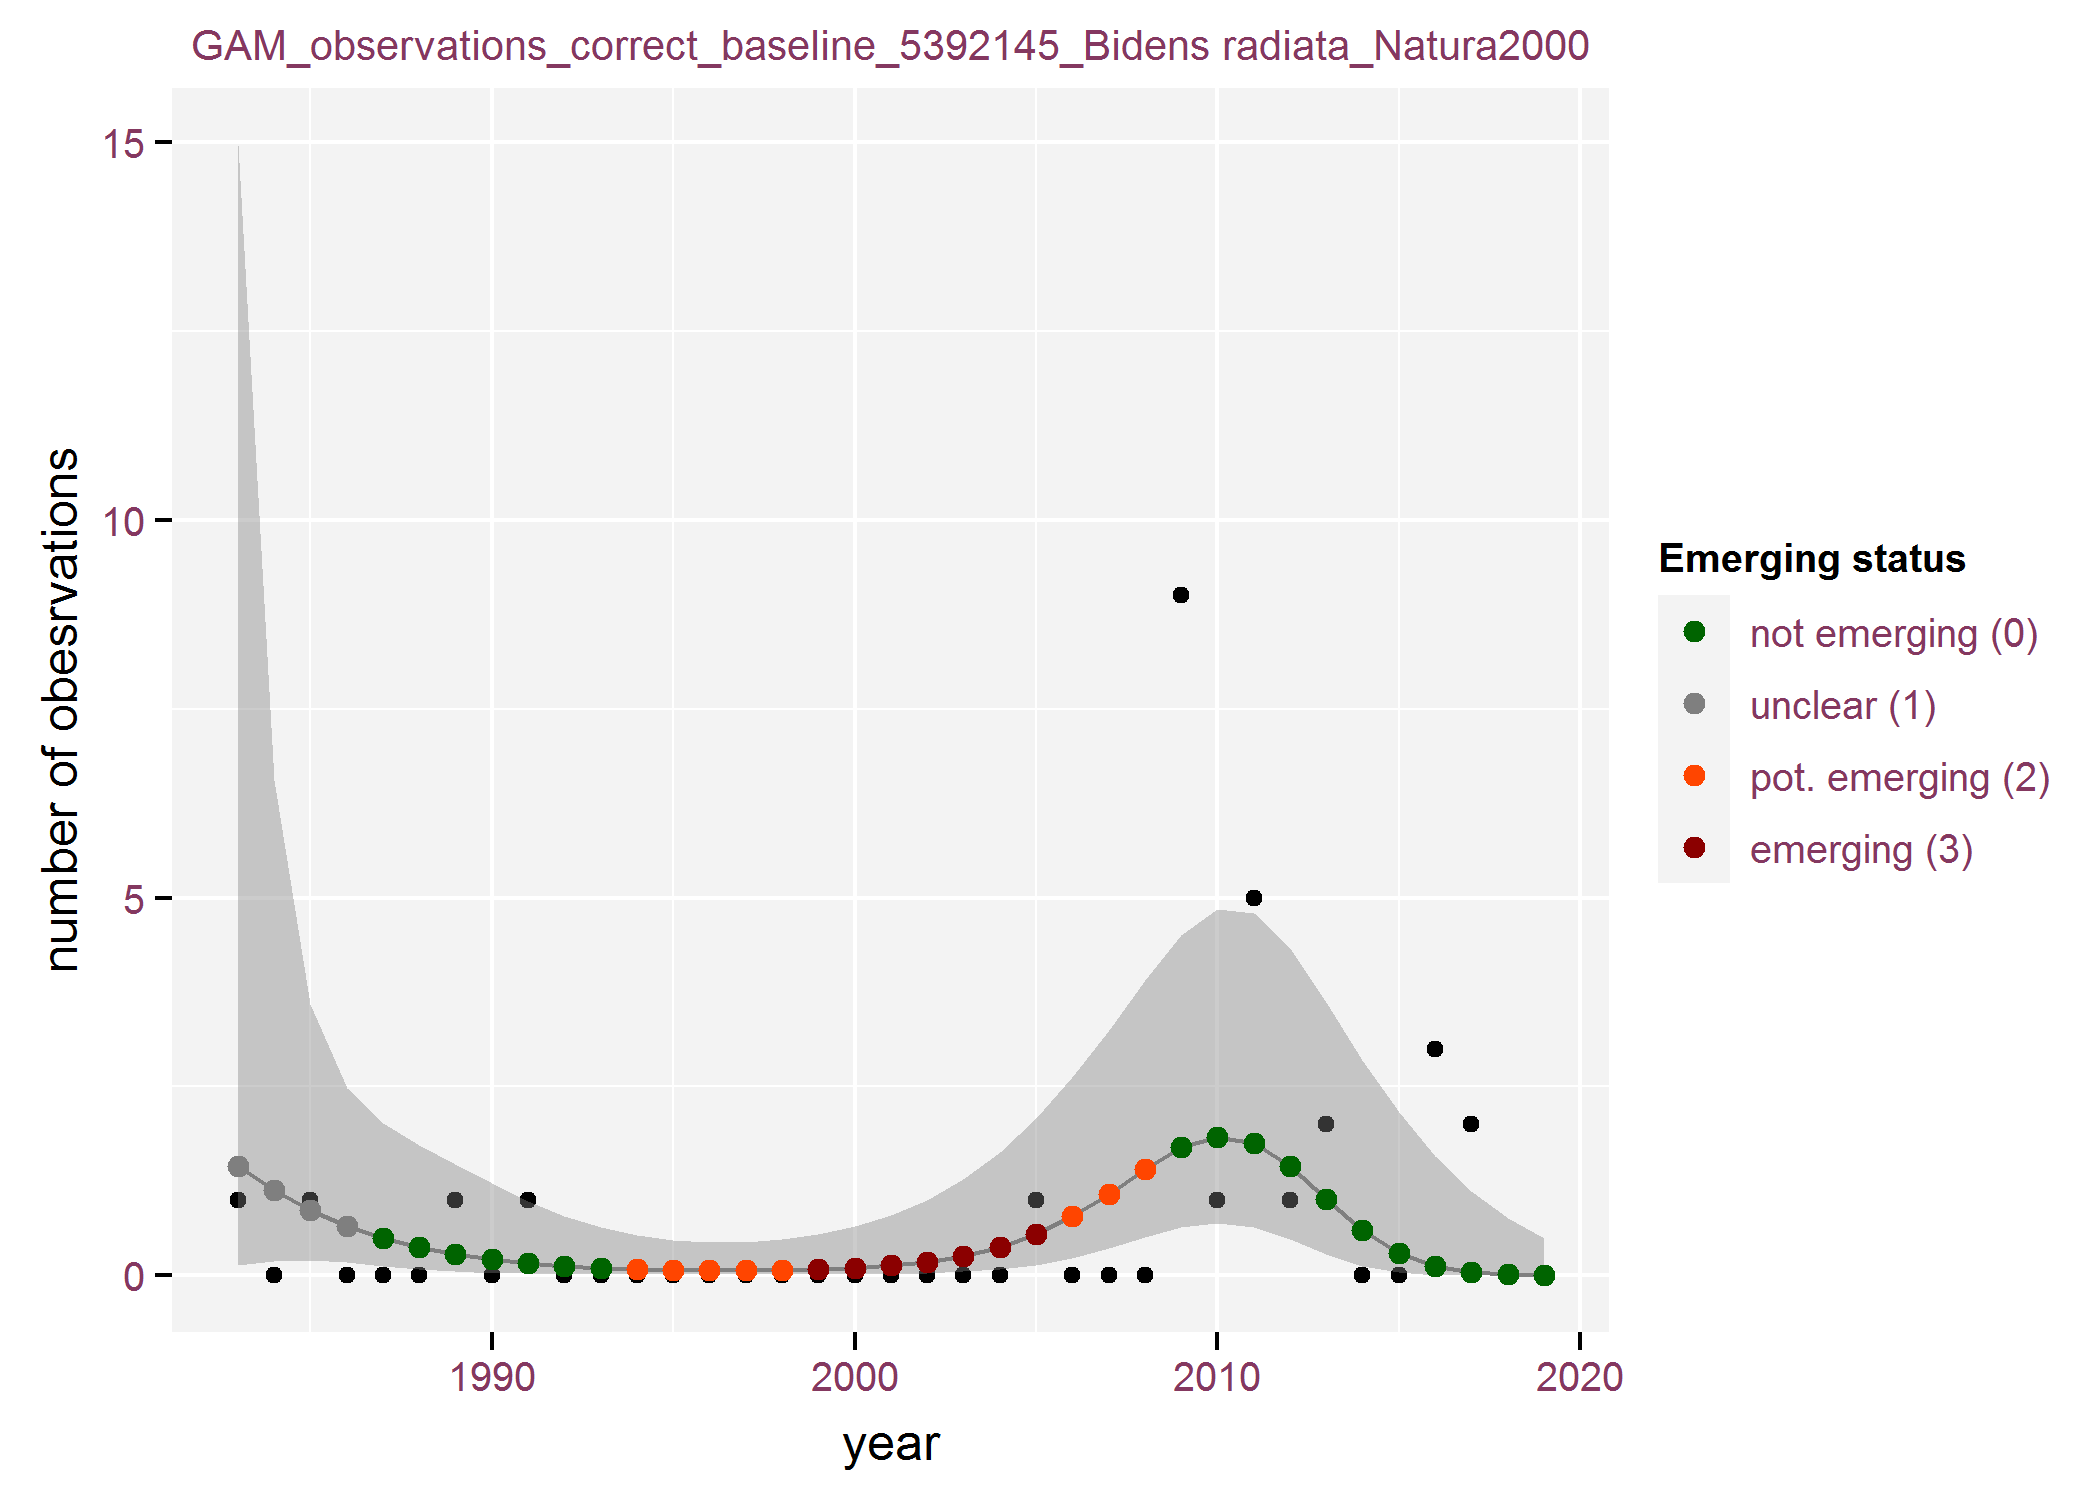 GAM_observations_correct_baseline_5392145_Bidens radiata_Natura2000
15
10
5
0
number of obesrvations
1990
2000
2010
2020
year
Emerging status
not emerging (0)
unclear (1)
pot. emerging (2)
emerging (3)